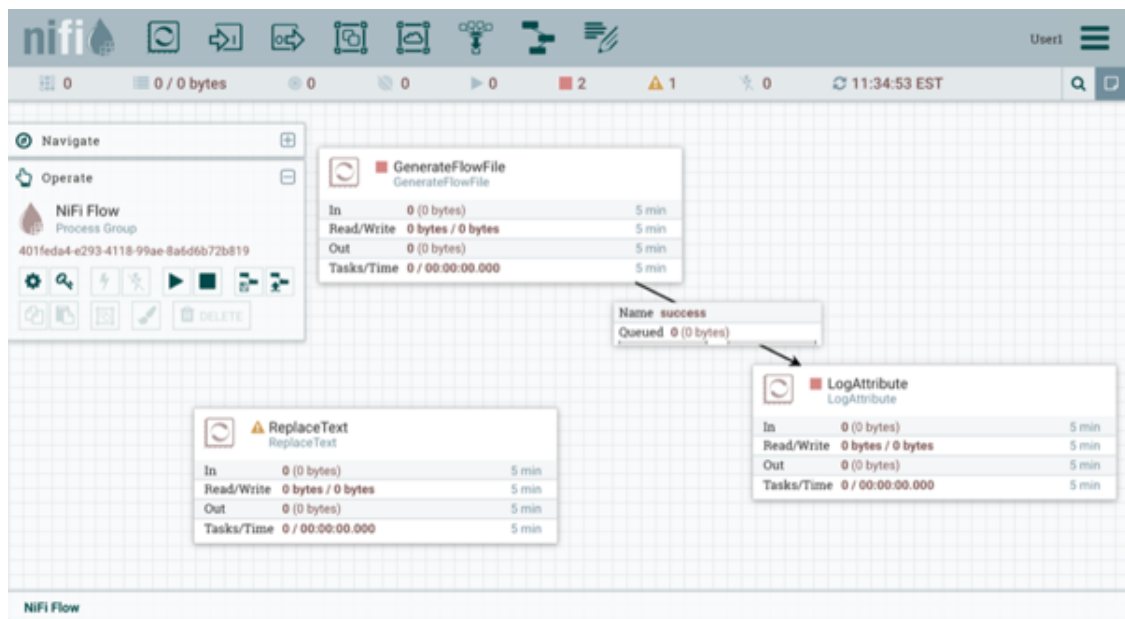 nifi
User1
0 0 / 0 bytes 0 0 0 2 1 0 11:34:53 EST
Navigate
Operate
NiFi Flow
Process Group
401feda4-e293-4118-99ae-8a6d6b72b819
DELETE
GenerateFlowFile
GenerateFlowFile
In 0 (0 bytes) 5 min
Read/Write 0 bytes / 0 bytes 5 min
Out 0 (0 bytes) 5 min
Tasks/Time 0 / 00:00:00.000 5 min
Name success
Queued 0 (0 bytes)
LogAttribute
LogAttribute
In 0 (0 bytes) 5 min
Read/Write 0 bytes / 0 bytes 5 min
Out 0 (0 bytes) 5 min
Tasks/Time 0 / 00:00:00.000 5 min
ReplaceText
ReplaceText
In 0 (0 bytes) 5 min
Read/Write 0 bytes / 0 bytes 5 min
Out 0 (0 bytes) 5 min
Tasks/Time 0 / 00:00:00.000 5 min
NiFi Flow